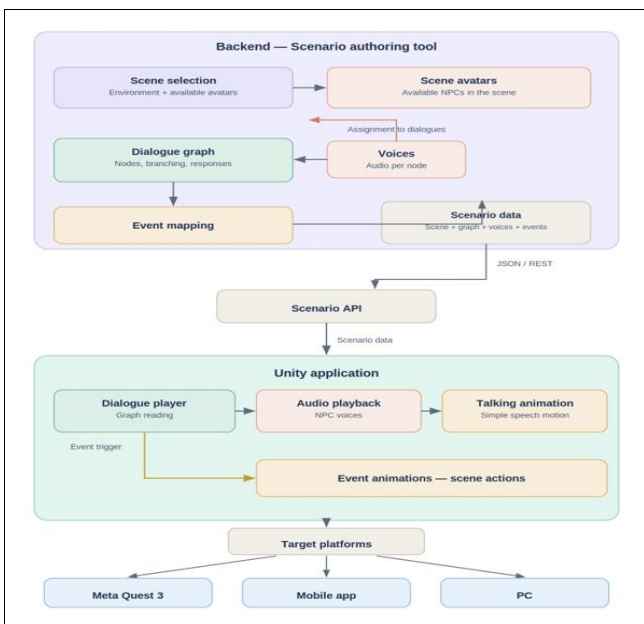 Backend — Scenario authoring tool
Scene selection
Environment + available avatars
Scene avatars
Available NPCs in the scene
Assignment to dialogues
Dialogue graph
Nodes, branching, responses
Voices
Audio per node
Event mapping
Scenario data
Scene + graph + voices + events
JSON / REST
Scenario API
Scenario data
Unity application
Dialogue player
Graph reading
Audio playback
NPC voices
Talking animation
Simple speech motion
Event trigger
Event animations — scene actions
Target platforms
Meta Quest 3
Mobile app
PC